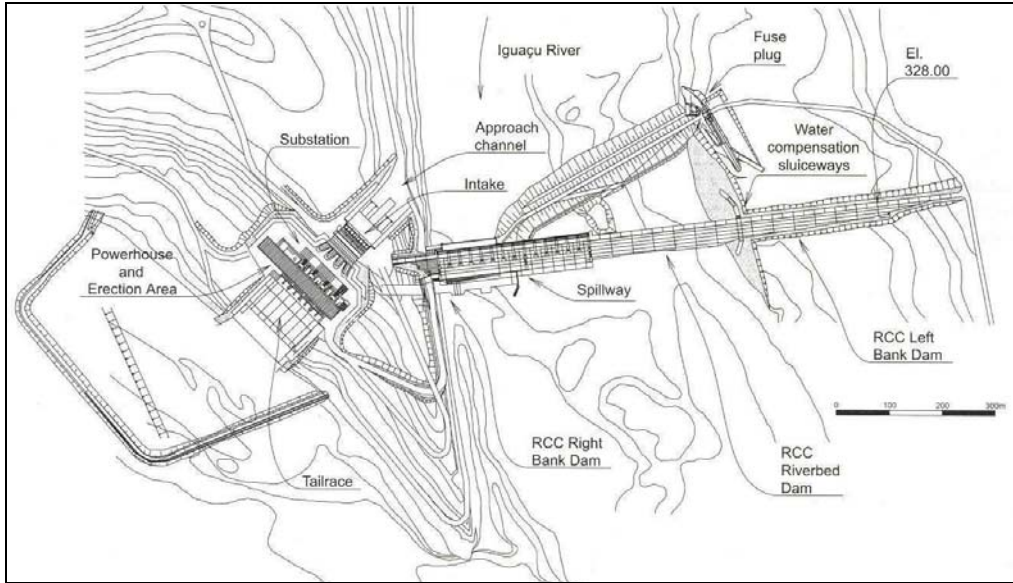 Iguaçu River
Fuse
plug
El.
328.00
Substation
Approach
channel
Water
compensation
sluiceways
Intake
Powerhouse
and
Erection Area
Spillway
RCC Left
Bank Dam
0 100 200 300m
RCC Right
Bank Dam
RCC
Riverbed
Dam
Tailrace